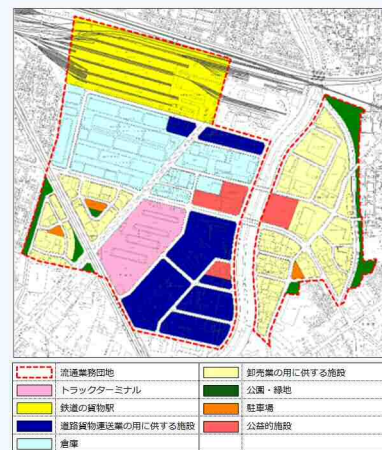 流通業務団地
卸売業の用に供する施設
トラックターミナル
公園・緑地
鉄道の貨物駅
駐車場
道路貨物運送業の用に供する施設
公益的施設
倉庫